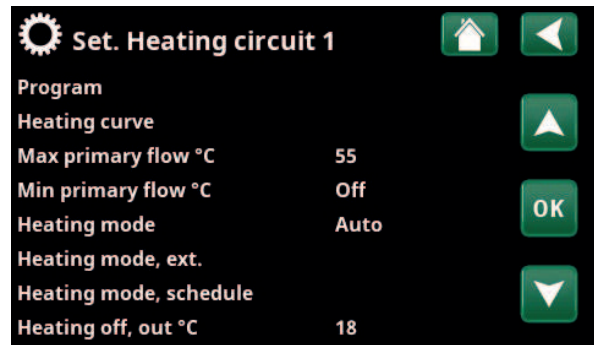 Set. Heating circuit 1
Program
Heating curve
Max primary flow °C 55
Min primary flow °C Off
Heating mode Auto
OK
Heating mode, ext.
Heating mode, schedule
Heating off, out °C 18